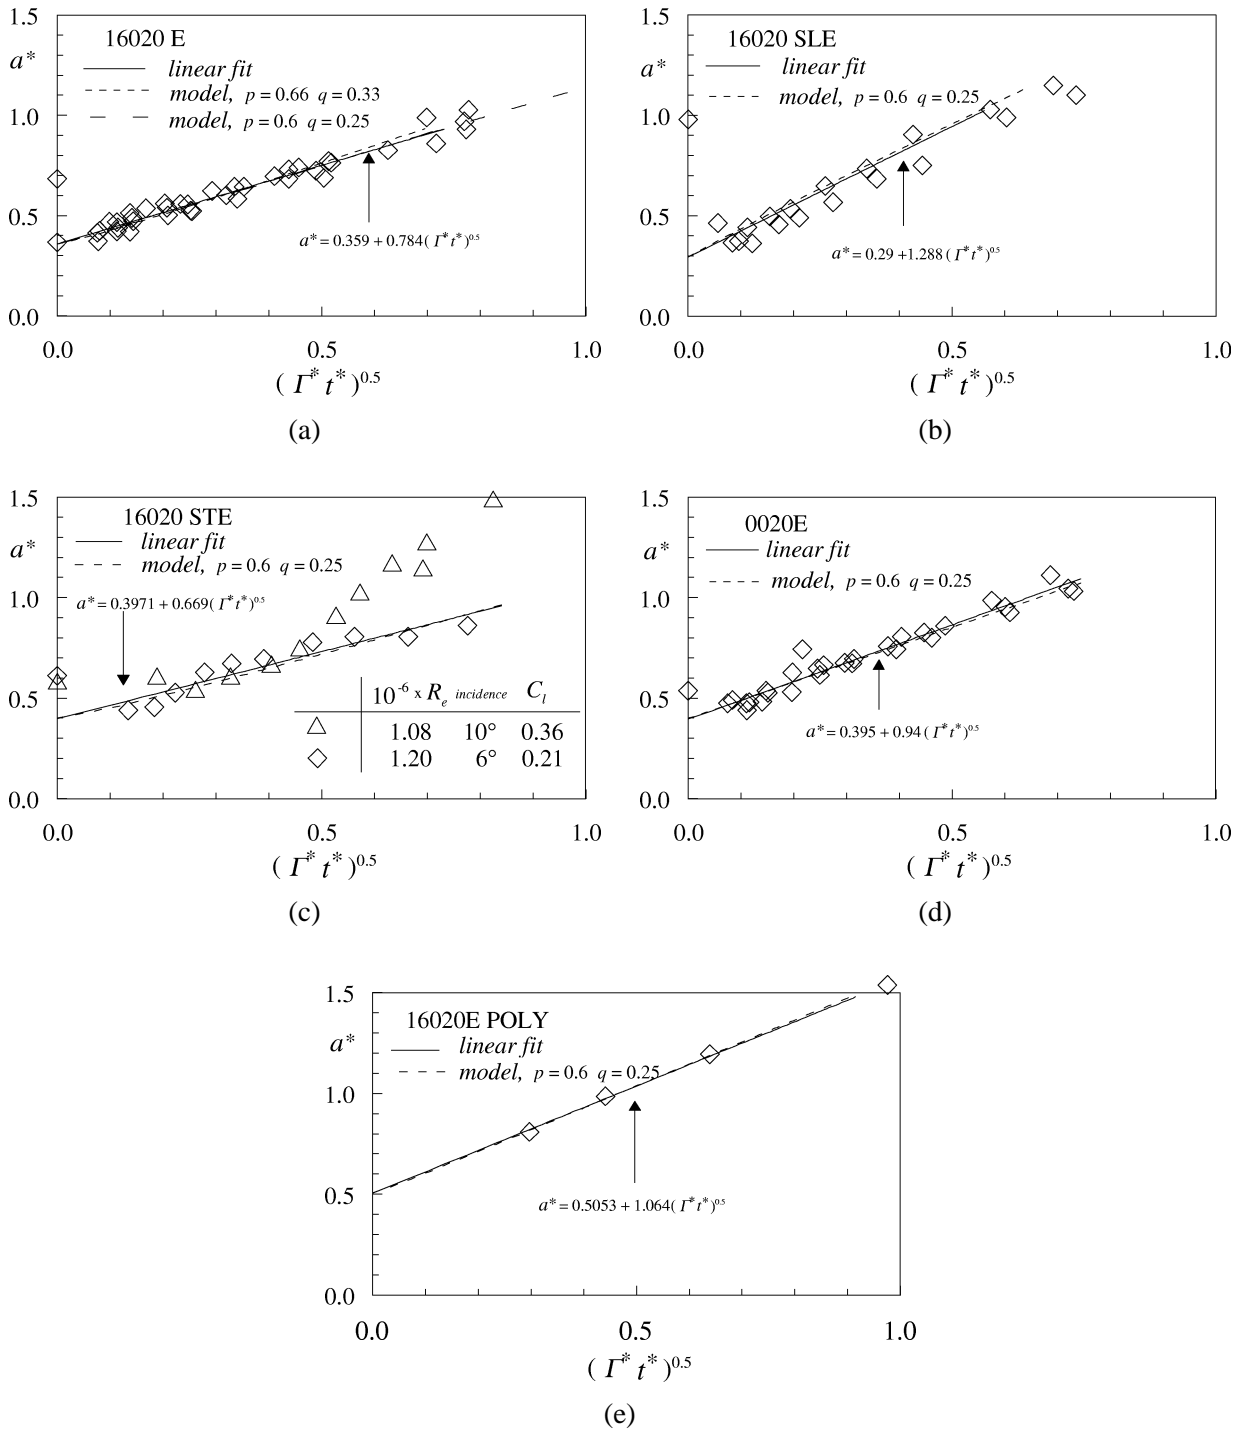 1.5
16020 E
a*
linear fit
model, p = 0.66 q = 0.33
model, p = 0.6 q = 0.25
1.0
0.5
a* = 0.359 + 0.784 ( Γ* t* )0.5
0.0
0.0 0.5 1.0
( Γ* t* )0.5
(a)
1.5
16020 SLE
a*
linear fit
model, p = 0.6 q = 0.25
1.0
0.5
a* = 0.29 +1.288 ( Γ* t* )0.5
0.0
0.0 0.5 1.0
( Γ* t* )0.5
(b)
1.5
16020 STE
a*
linear fit
model, p = 0.6 q = 0.25
1.0
a* = 0.3971 + 0.669( Γ* t* )0.5
0.5
10-6 x Re incidence Cl
1.08 10° 0.36
1.20 6° 0.21
0.0
0.0 0.5 1.0
( Γ* t* )0.5
(c)
1.5
0020E
a*
linear fit
model, p = 0.6 q = 0.25
1.0
0.5
a* = 0.395 + 0.94 ( Γ* t* )0.5
0.0
0.0 0.5 1.0
( Γ* t* )0.5
(d)
1.5
16020E POLY
a*
linear fit
model, p = 0.6 q = 0.25
1.0
0.5
a* = 0.5053 + 1.064( Γ* t* )0.5
0.0
0.0 0.5 1.0
( Γ* t* )0.5
(e)